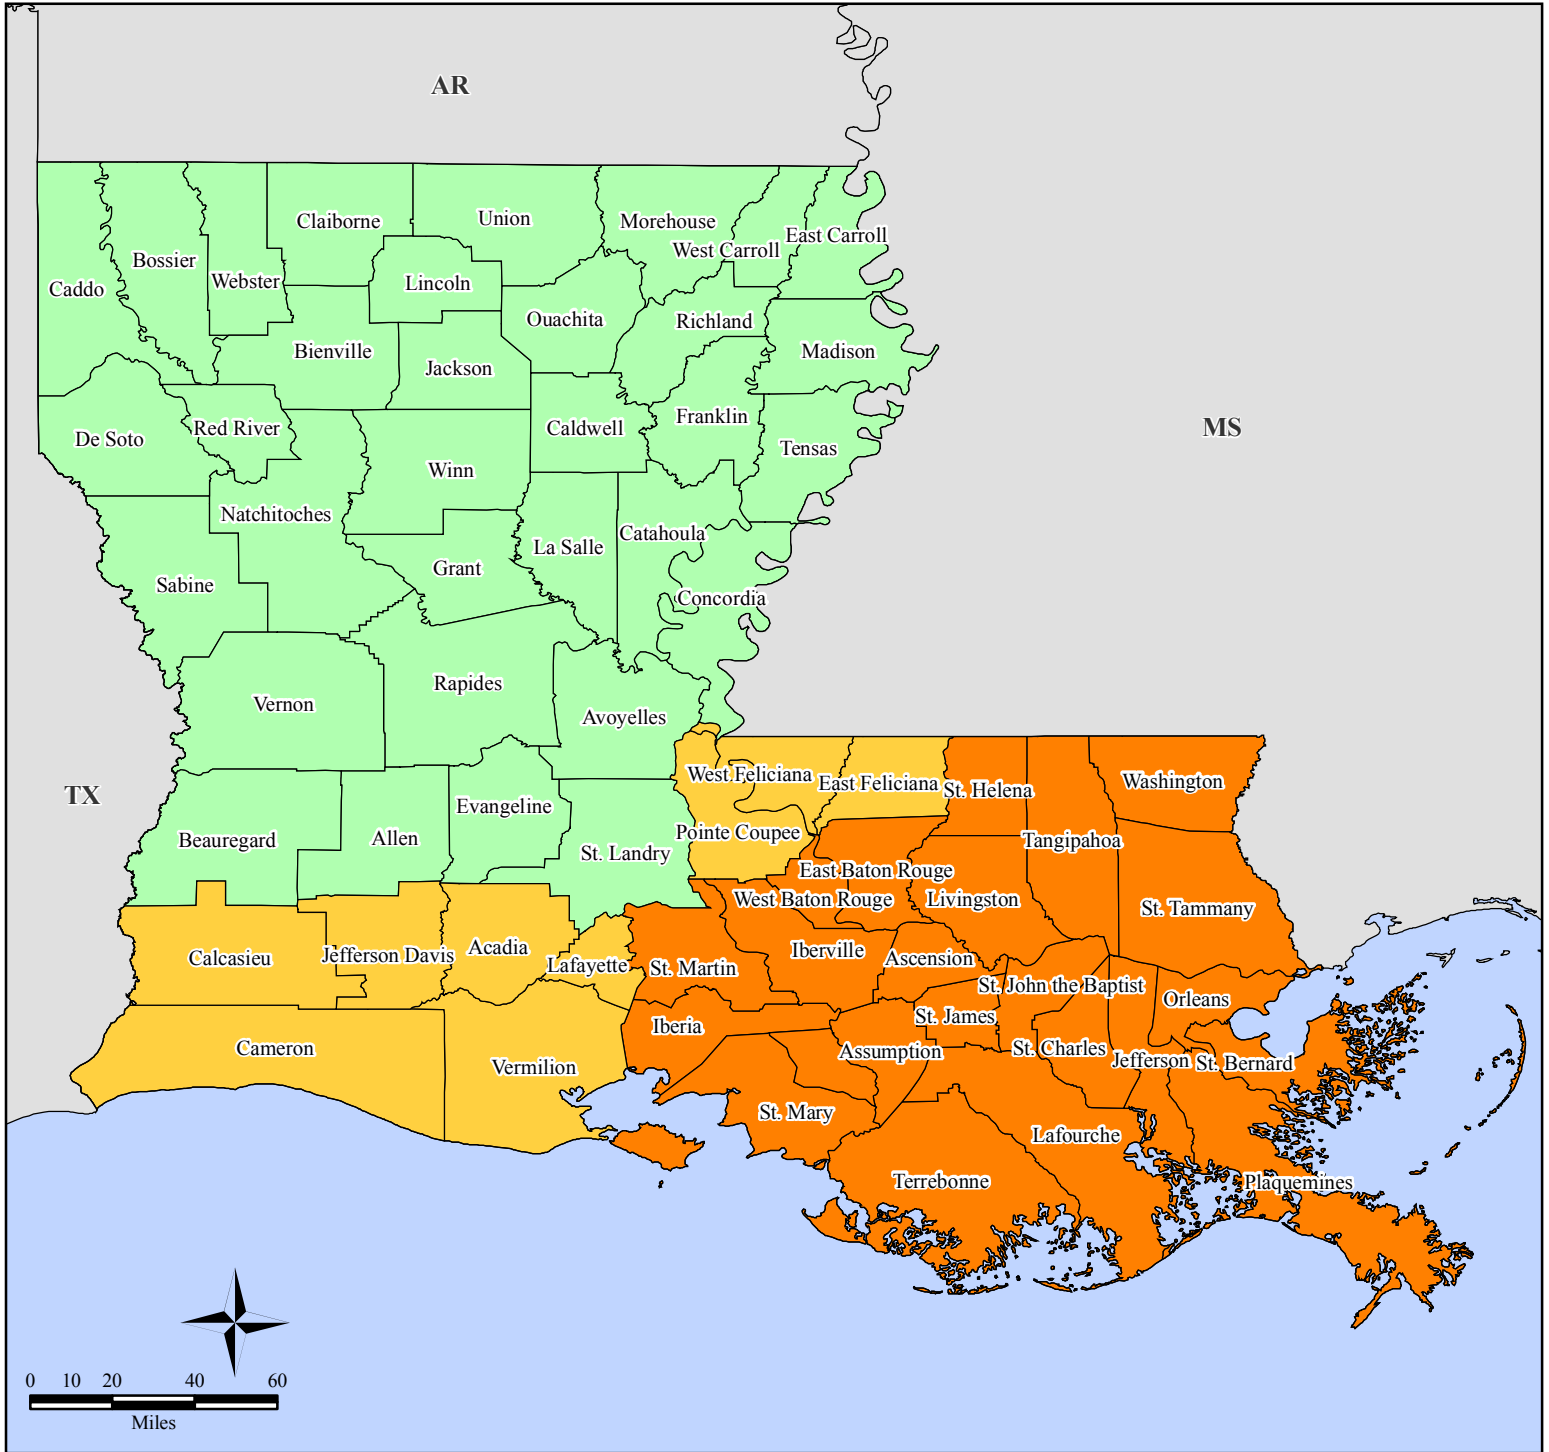 AR
Claiborne
Union
Morehouse
West Carroll
East Carroll
Bossier
Webster
Caddo
Lincoln
Ouachita
Richland
Madison
Bienville
Jackson
De Soto
Red River
Caldwell
Franklin
Tensas
MS
Winn
Natchitoches
La Salle
Catahoula
Sabine
Grant
Concordia
Vernon
Rapides
Avoyelles
TX
West Feliciana
East Feliciana
St. Helena
Washington
Evangeline
Beauregard
Allen
St. Landry
Pointe Coupee
Tangipahoa
East Baton Rouge
West Baton Rouge
Livingston
St. Tammany
Calcasieu
Jefferson Davis
Acadia
Lafayette
St. Martin
Iberville
Ascension
St. John the Baptist
Orleans
St. James
Iberia
Cameron
Vermilion
Assumption
St. Charles
Jefferson
St. Bernard
St. Mary
Lafourche
Terrebonne
Plaquemines
0 10 20 40 60
Miles